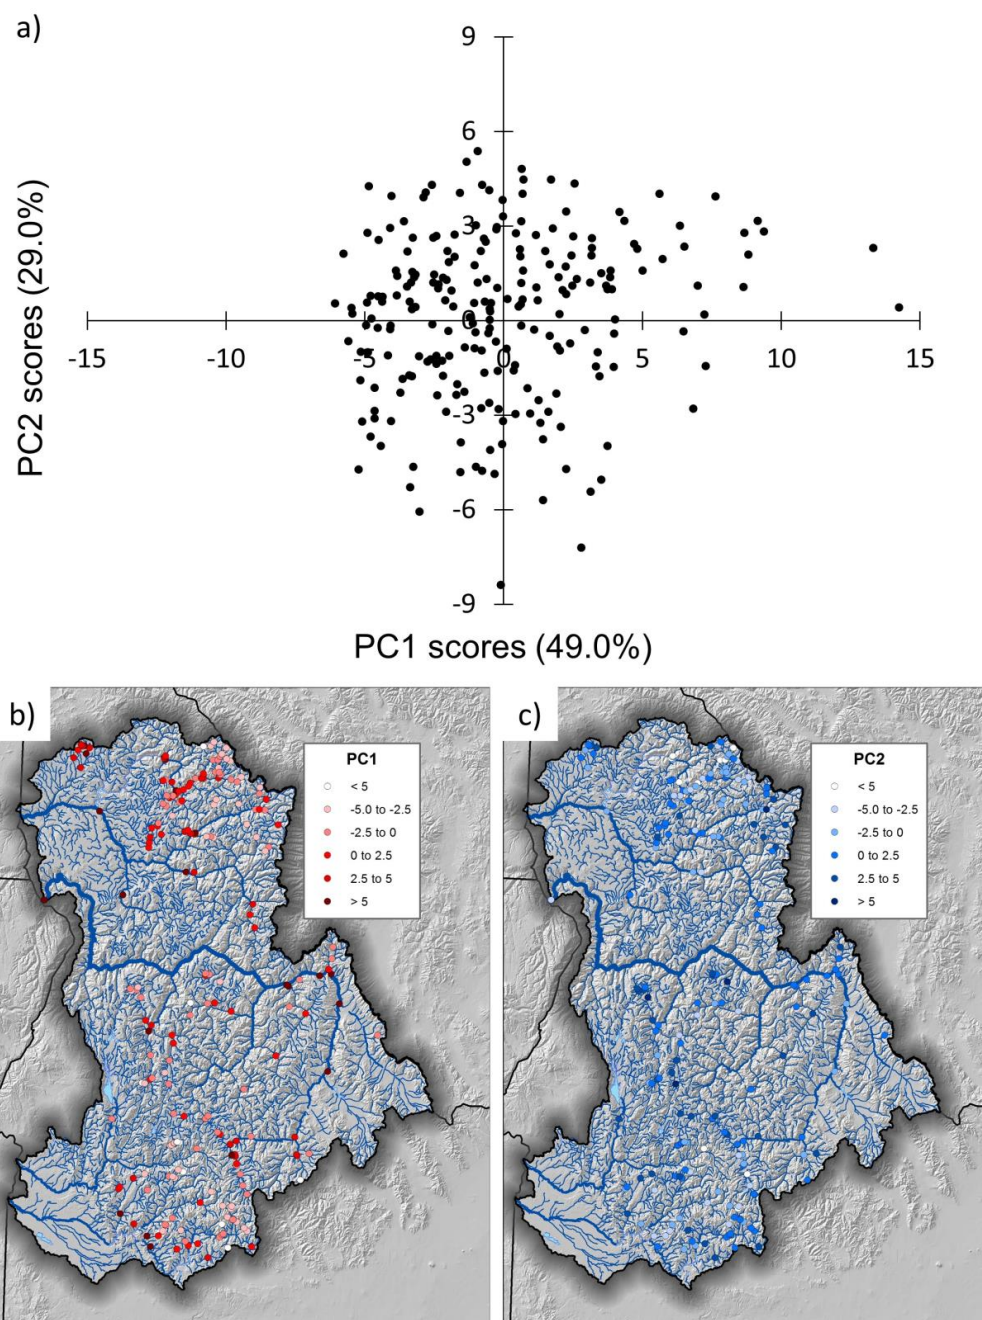 a)
9
6
3
0
-3
-6
-9
-15
-10
-5
0
5
10
15
PC2 scores (29.0%)
PC1 scores (49.0%)
b)
PC1
< 5
-5.0 to -2.5
-2.5 to 0
0 to 2.5
2.5 to 5
> 5
c)
PC2
< 5
-5.0 to -2.5
-2.5 to 0
0 to 2.5
2.5 to 5
> 5